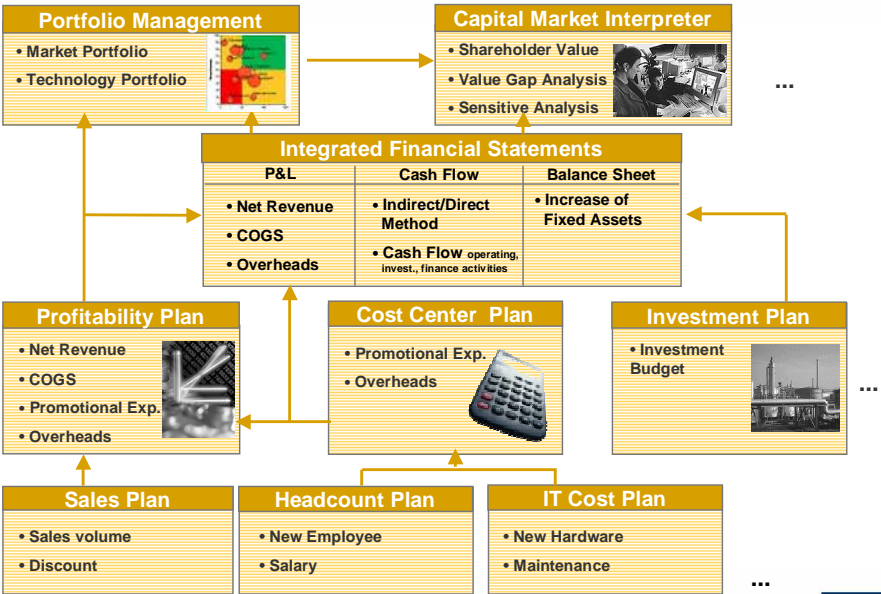 Portfolio Management
• Market Portfolio
• Technology Portfolio
Capital Market Interpreter
• Shareholder Value
• Value Gap Analysis
• Sensitive Analysis
...
Integrated Financial Statements
P&L
• Net Revenue
• COGS
• Overheads
Cash Flow
• Indirect/Direct
Method
• Cash Flow operating,
invest., finance activities
Balance Sheet
• Increase of
Fixed Assets
Profitability Plan
• Net Revenue
• COGS
• Promotional Exp.
• Overheads
Cost Center Plan
• Promotional Exp.
• Overheads
Investment Plan
• Investment
Budget
...
Sales Plan
• Sales volume
• Discount
Headcount Plan
• New Employee
• Salary
IT Cost Plan
• New Hardware
• Maintenance
...